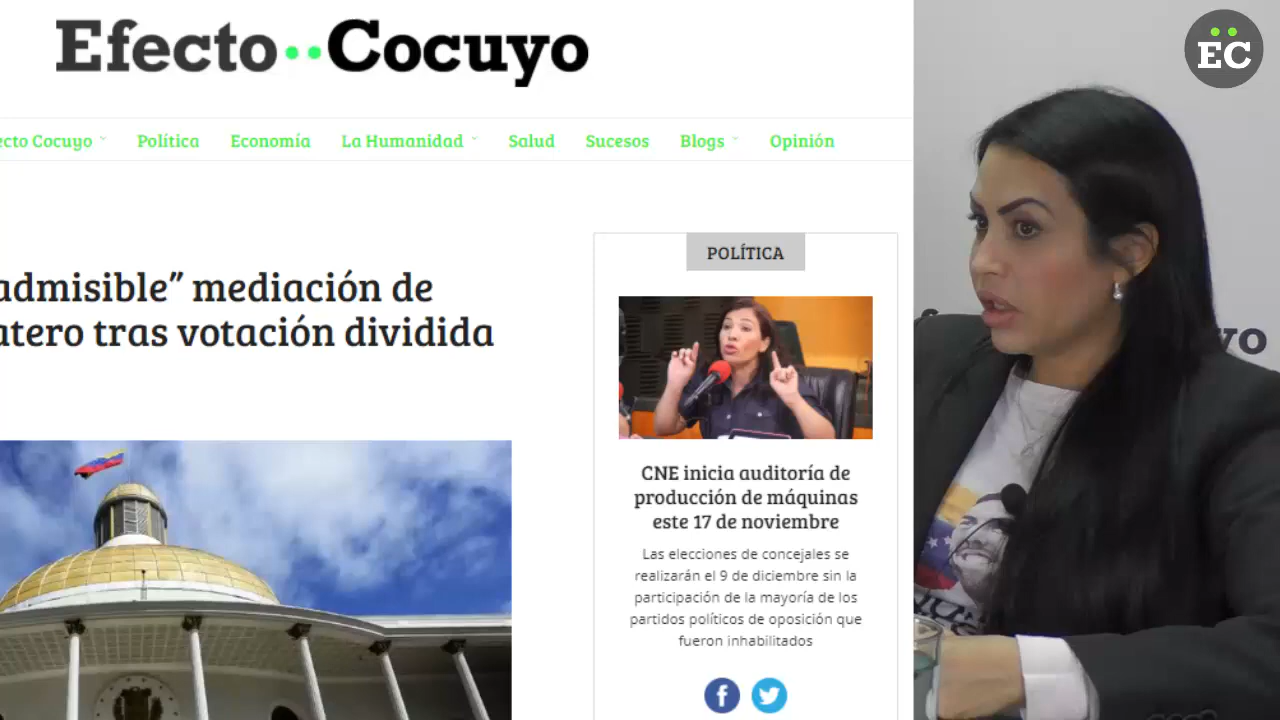 Efecto Cocuyo
EC
ecto Cocuyo
Política
Economía
La Humanidad
Salud
Sucesos
Blogs
Opinión
admisible” mediación de
atero tras votación dividida
POLÍTICA
CNE inicia auditoría de
producción de máquinas
este 17 de noviembre
Las elecciones de concejales se
realizarán el 9 de diciembre sin la
participación de la mayoría de los
partidos políticos de oposición que
fueron inhabilitados
yo